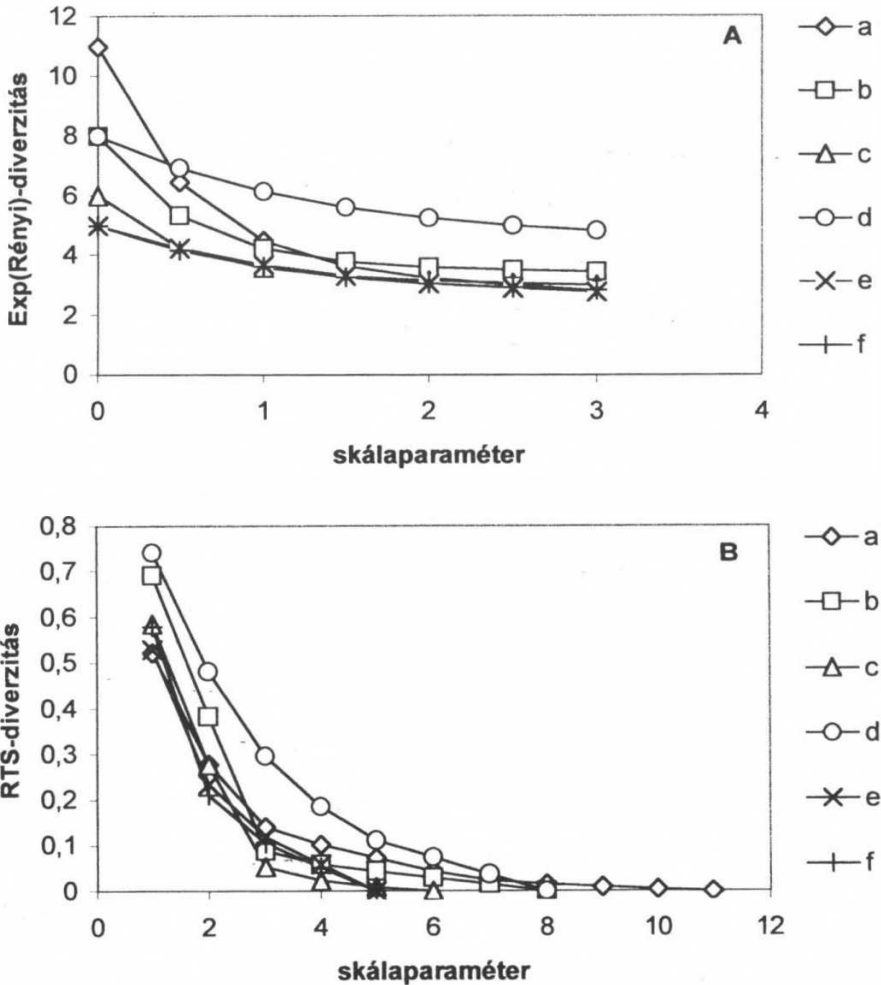 A
12
10
8
6
4
2
0
Exp(Rényi)-diverzitás
0 1 2 3 4
skálaparaméter
a
b
c
d
e
f
B
0,8
0,7
0,6
0,5
0,4
0,3
0,2
0,1
0
RTS-diverzitás
0 2 4 6 8 10 12
skálaparaméter
a
b
c
d
e
f